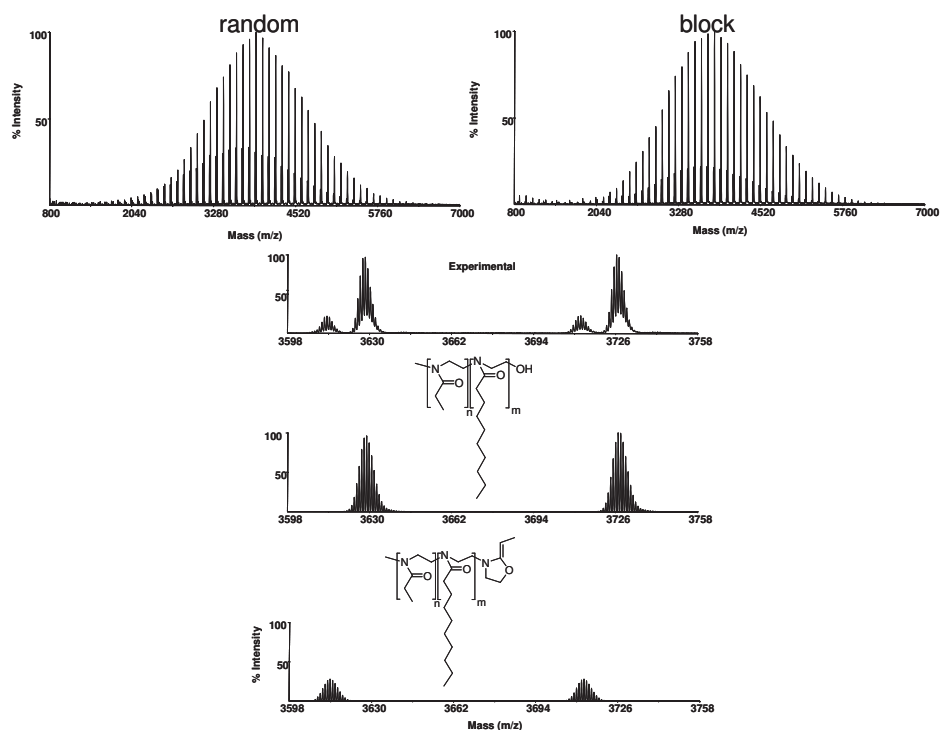 random
block
100
50
% Intensity
800 2040 3280 4520 5760 7000
Mass (m/z)
100
50
% Intensity
800 2040 3280 4520 5760 7000
Mass (m/z)
Experimental
100
50
3598 3630 3662 3694 3726 3758
N
O
n
N
O
m
OH
100
50
3598 3630 3662 3694 3726 3758
N
O
n
N
O
m
N
O
100
50
% Intensity
3598 3630 3662 3694 3726 3758
Mass (m/z)